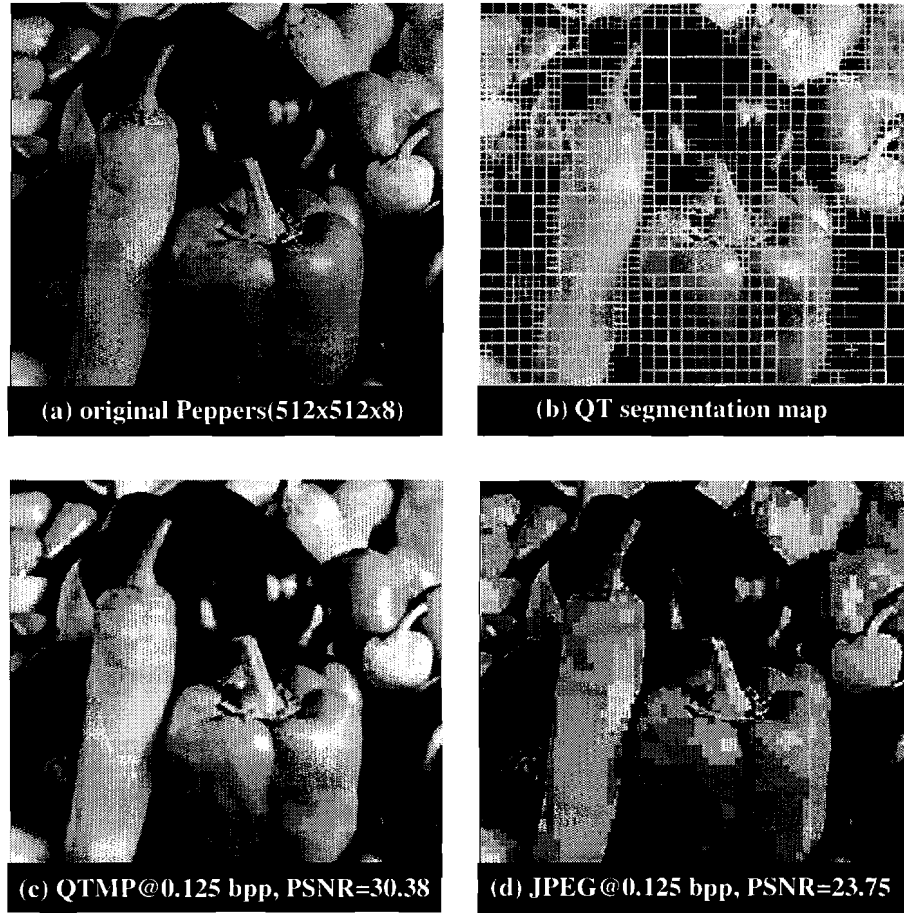 (a) original Peppers(512x512x8)
(b) QT segmentation map
(c) QTMP@0.125 bpp, PSNR=30.38
(d) JPEG@0.125 bpp, PSNR=23.75